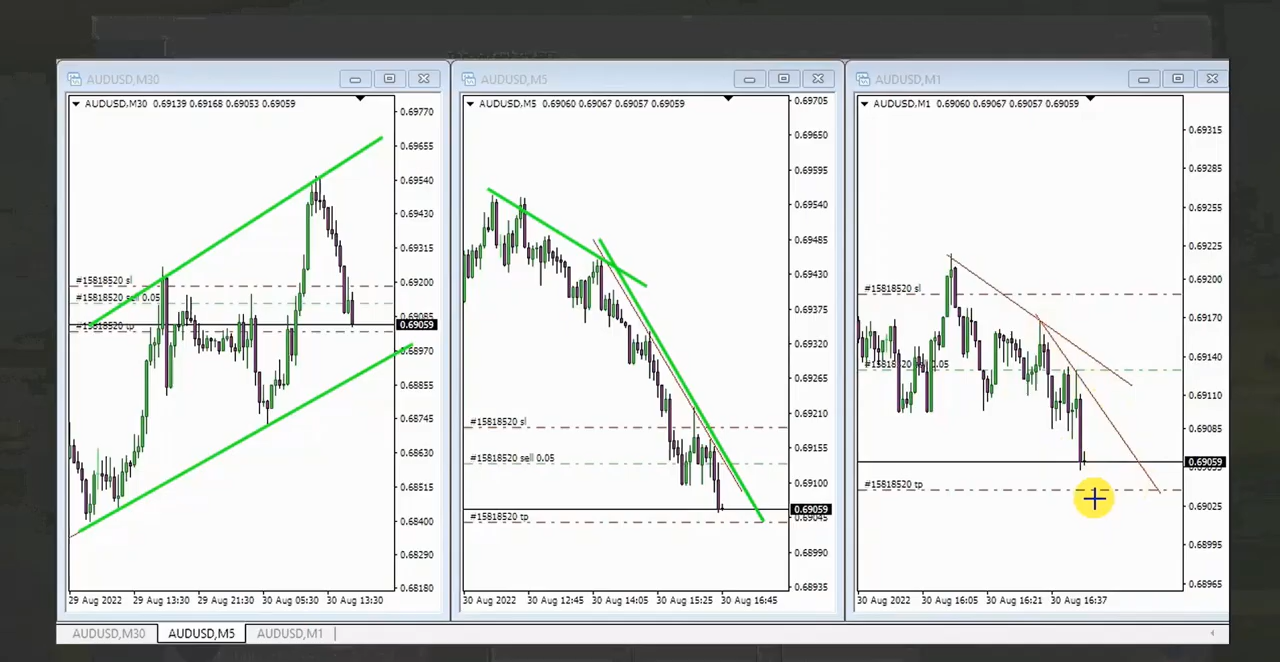 AUDUSD,M30
AUDUSD,M30 0.69139 0.69168 0.69053 0.69059
0.69770
0.69655
0.69540
0.69430
0.69315
#15818520 sl
0.69200
#15818520 sell 0.05
0.69085
#15818520 tp
0.69059
0.68970
0.68855
0.68745
0.68630
0.68515
0.68400
0.68290
0.68180
29 Aug 2022 29 Aug 13:30 29 Aug 21:30 30 Aug 05:30 30 Aug 13:30
AUDUSD,M5
AUDUSD,M5 0.69060 0.69067 0.69057 0.69059
0.69705
0.69650
0.69595
0.69540
0.69485
0.69430
0.69375
0.69320
0.69265
0.69210
#15818520 sl
0.69155
#15818520 sell 0.05
0.69100
0.69059
#15818520 tp
0.69045
0.68990
0.68935
30 Aug 2022 30 Aug 12:45 30 Aug 14:05 30 Aug 15:25 30 Aug 16:45
AUDUSD,M1
AUDUSD,M1 0.69060 0.69067 0.69057 0.69059
0.69315
0.69285
0.69255
0.69225
0.69200
#15818520 sl
0.69170
0.69140
#15818520 sell 0.05
0.69110
0.69085
0.69059
#15818520 tp
0.69025
0.68995
0.68965
30 Aug 2022 30 Aug 16:05 30 Aug 16:21 30 Aug 16:37
AUDUSD,M30 AUDUSD,M5 AUDUSD,M1